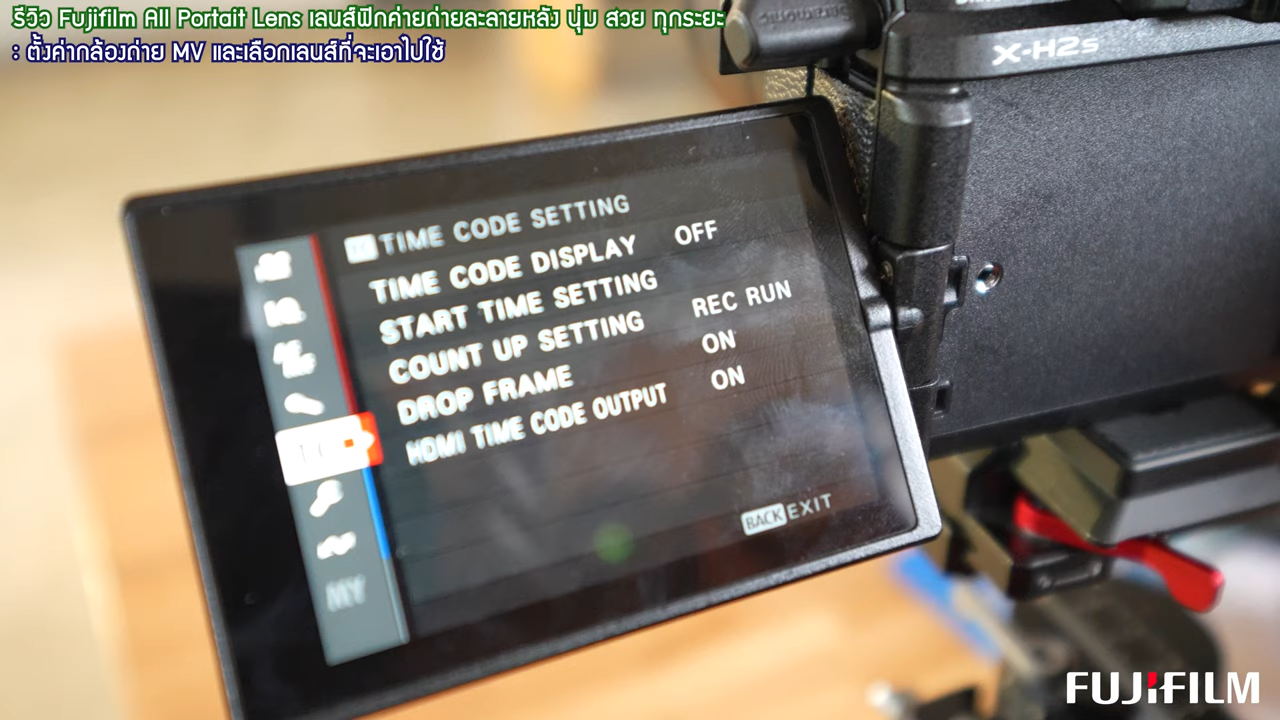 รีวิว Fujifilm All Portait Lens เลนส์ฟิกค่ายถ่ายละลายหลัง นุ่ม สวย ทุกระยะ
: ตั้งค่ากล้องถ่าย MV และเลือกเลนส์ที่จะเอาไปใช้
X-H2s
TIME CODE SETTING
TIME CODE DISPLAY OFF
START TIME SETTING
COUNT UP SETTING REC RUN
DROP FRAME ON
HDMI TIME CODE OUTPUT ON
MY
BACK EXIT
FUJIFILM